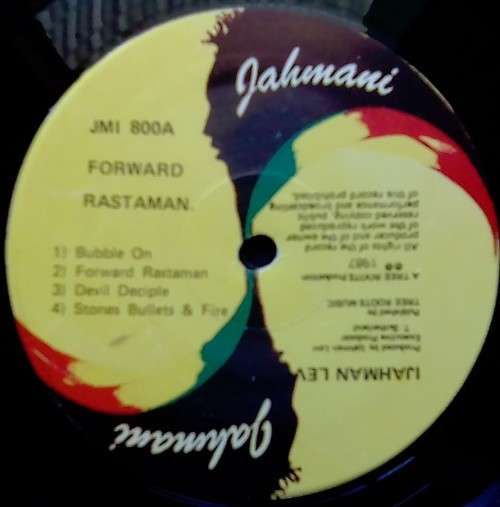 Jahmani
JMI 800A
FORWARD
RASTAMAN.
1) Bubble On
2) Forward Rastaman
3) Devil Deciple
4) Stones Bullets & Fire
Jahmani
IJAHMAN LEV
Produced by Ijahman Levi
Executive Producer
T. Sutherland
Published by
TREE ROOTS MUSIC
A TREE ROOTS Production
1987
All rights of the record
producer and of the owner
of the work reproduced
reserved copying, public
performance and broadcasting
of this record prohibited.